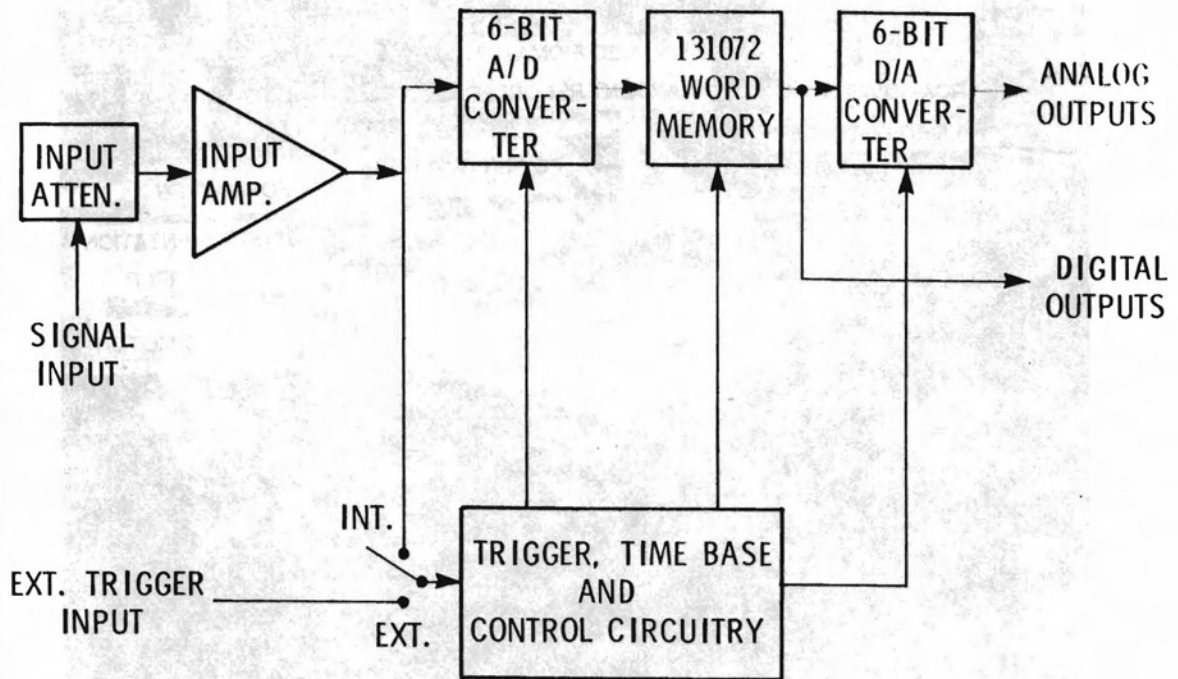 6-BIT
A/D
CONVER-
TER
131072
WORD
MEMORY
6-BIT
D/A
CONVER-
TER
ANALOG
OUTPUTS
INPUT
ATTEN.
INPUT
AMP.
DIGITAL
OUTPUTS
SIGNAL
INPUT
INT.
EXT. TRIGGER
INPUT
EXT.
TRIGGER, TIME BASE
AND
CONTROL CIRCUITRY